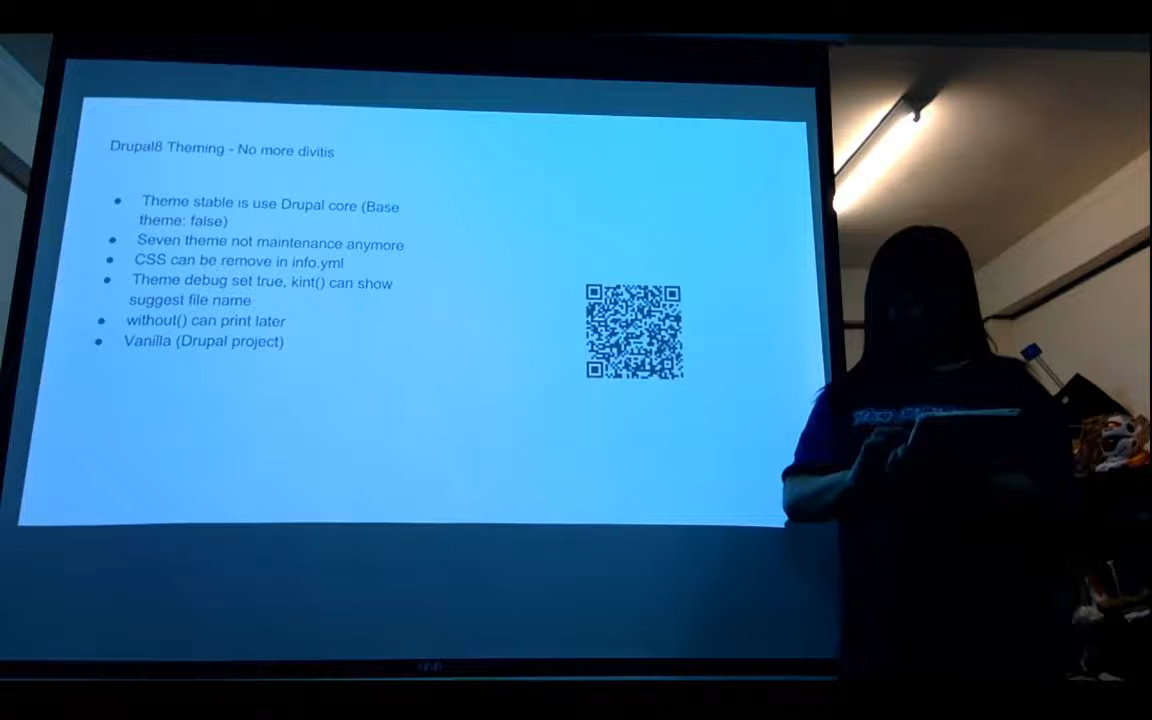 Drupal8 Theming - No more divitis
Theme stable is use Drupal core (Base
theme: false)
Seven theme not maintenance anymore
CSS can be remove in info.yml
Theme debug set true, kint() can show
suggest file name
without() can print later
Vanilla (Drupal project)